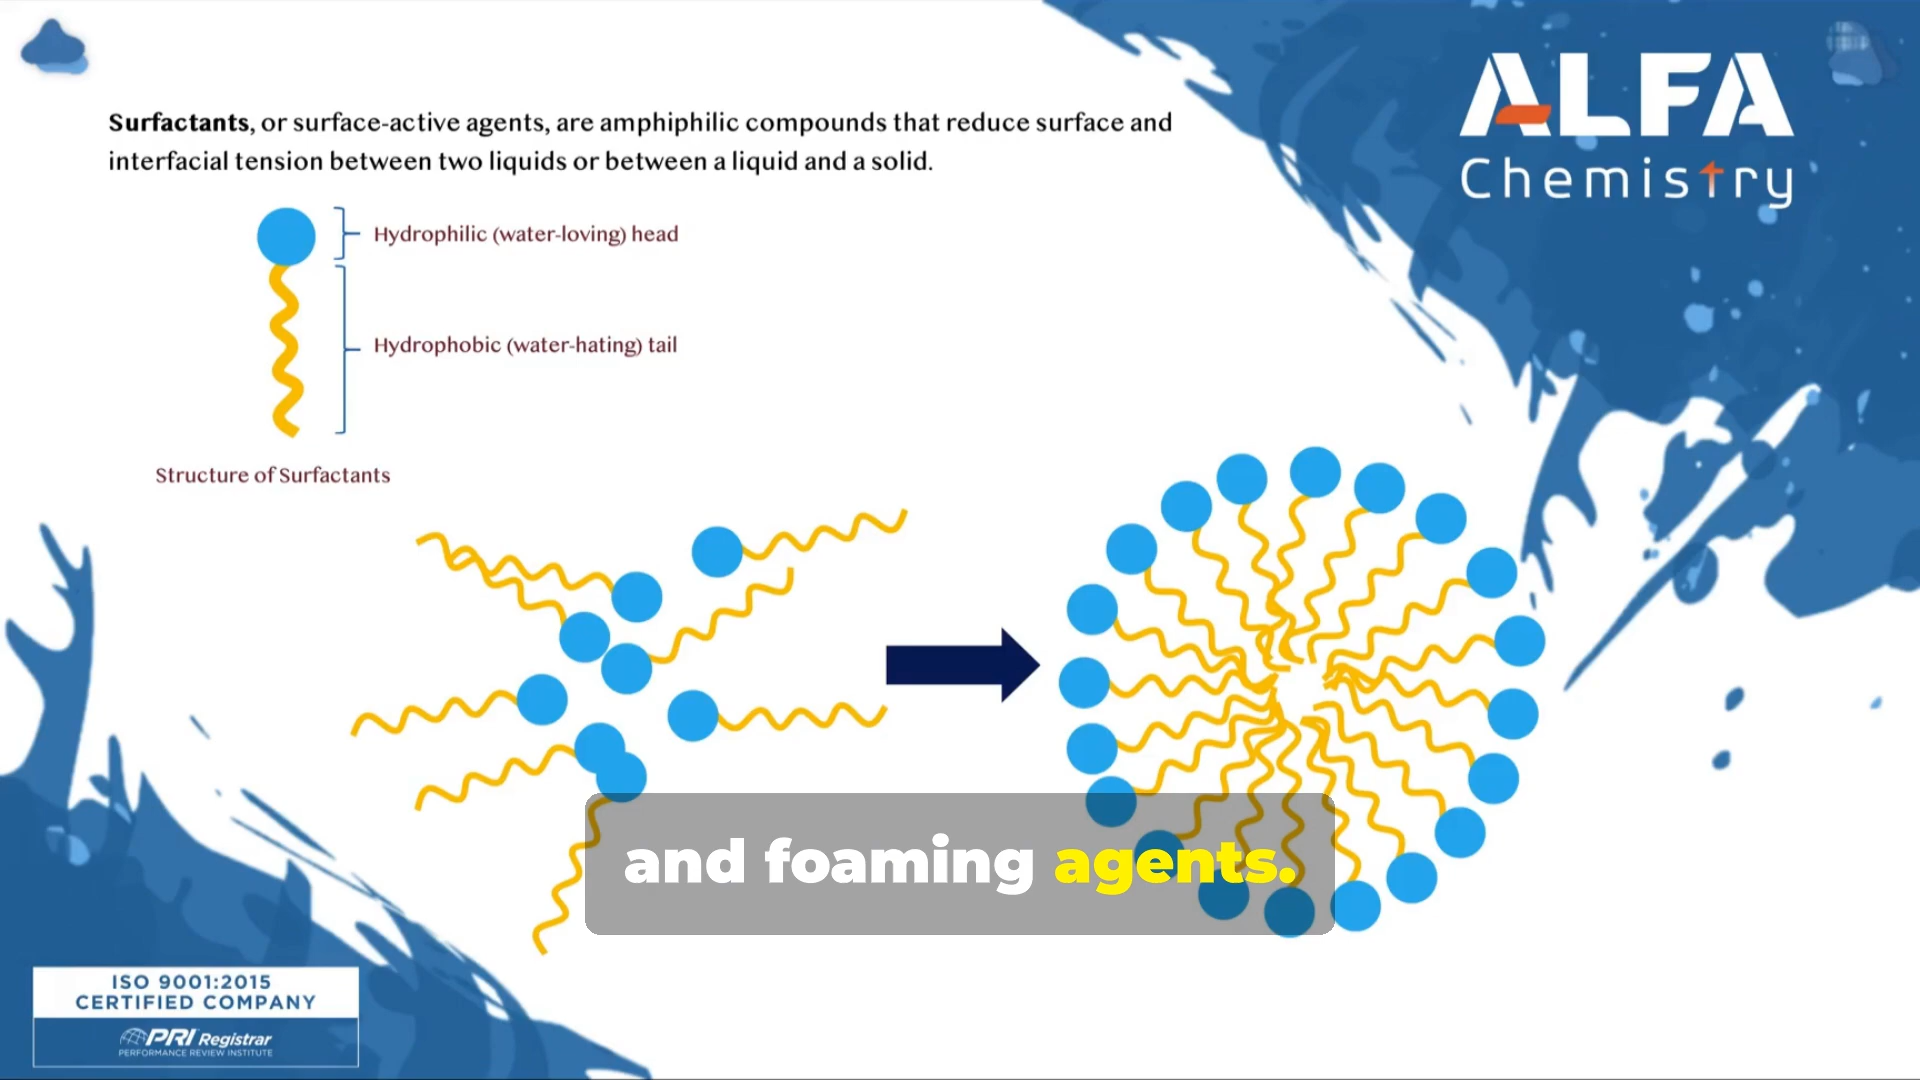 ALFA
Chemistry
Surfactants, or surface-active agents, are amphiphilic compounds that reduce surface and
interfacial tension between two liquids or between a liquid and a solid.
Hydrophilic (water-loving) head
Hydrophobic (water-hating) tail
Structure of Surfactants
and foaming agents.
ISO 9001:2015
CERTIFIED COMPANY
PRI Registrar
PERFORMANCE REVIEW INSTITUTE